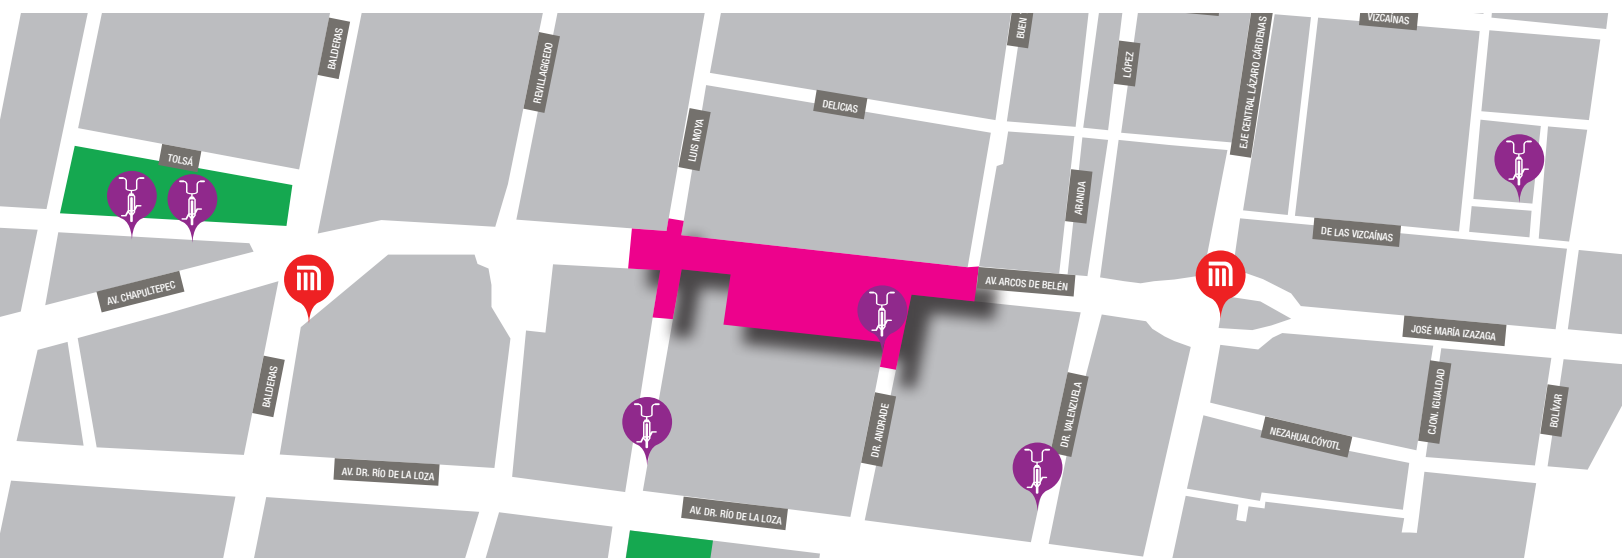 BALDERAS
REVILLAGIGEDO
BUEN
LÓPEZ
EJE CENTRAL LÁZARO CÁRDENAS
VIZCAÍNAS
DELICIAS
LUIS MOYA
TOLSÁ
ARANDA
DE LAS VIZCAÍNAS
AV. CHAPULTEPEC
AV. ARCOS DE BELÉN
JOSÉ MARÍA IZAZAGA
BALDERAS
DR. ANDRADE
DR. VALENZUELA
CJON. IGUALDAD
BOLÍVAR
NEZAHUALCÓYOTL
AV. DR. RÍO DE LA LOZA
AV. DR. RÍO DE LA LOZA